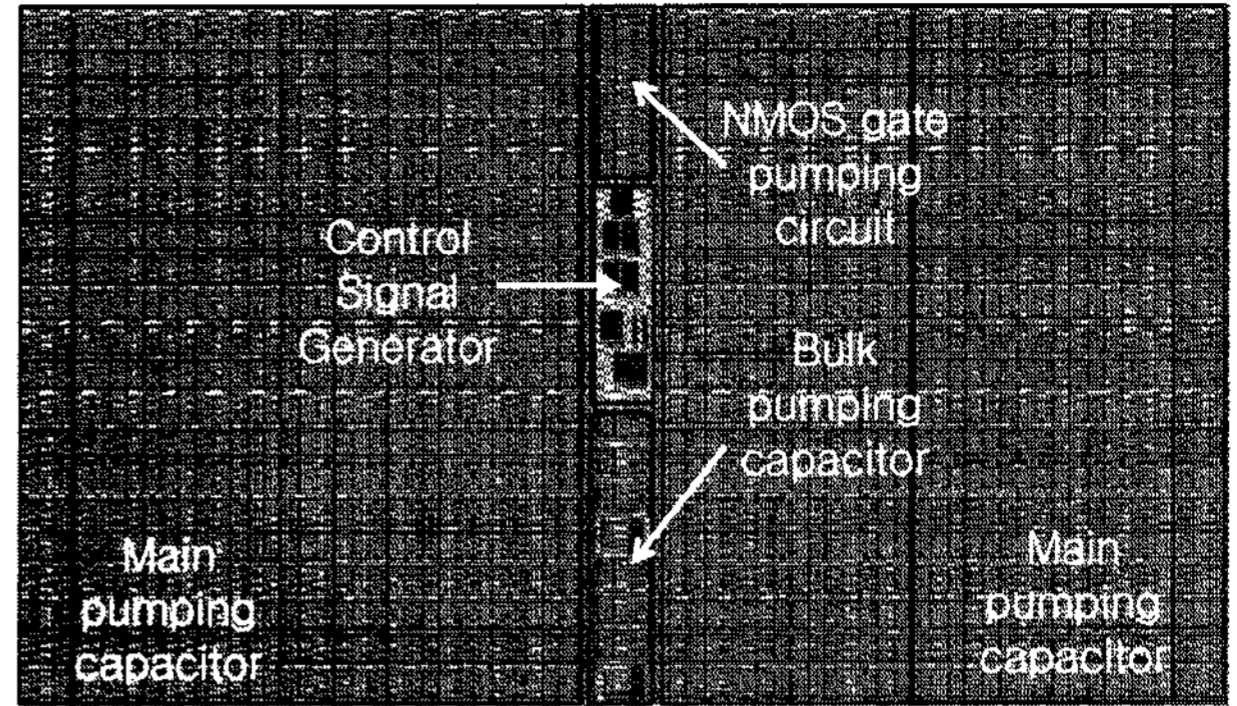 NMOS gate
pumping
circuit
Control
Signal
Generator
Bulk
pumping
capacitor
Main
pumping
capacitor
Main
pumping
capacitor